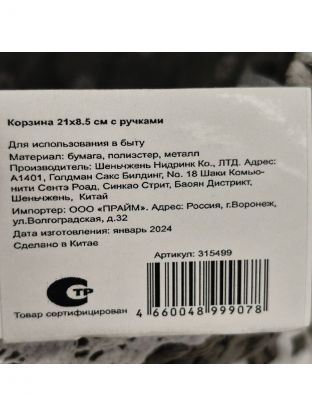 Корзина 21х8.5 см с ручками
Для использования в быту
Материал: бумага, полиэстер, металл
Производитель: Шеньчжень Нидринк Ко., ЛТД. Адрес:
А1401, Голдман Сакс Билдинг, No. 18 Шаки Комью-
нити Сентэ Роад, Синкао Стрит, Баоян Дистрикт,
Шеньчжень, Китай
Импортер: ООО «ПРАЙМ». Адрес: Россия, г.Воронеж,
ул.Волгоградская, д.32
Дата изготовления: январь 2024
Сделано в Китае
Артикул: 315499
ТР
Товар сертифицирован
4 660048 999078